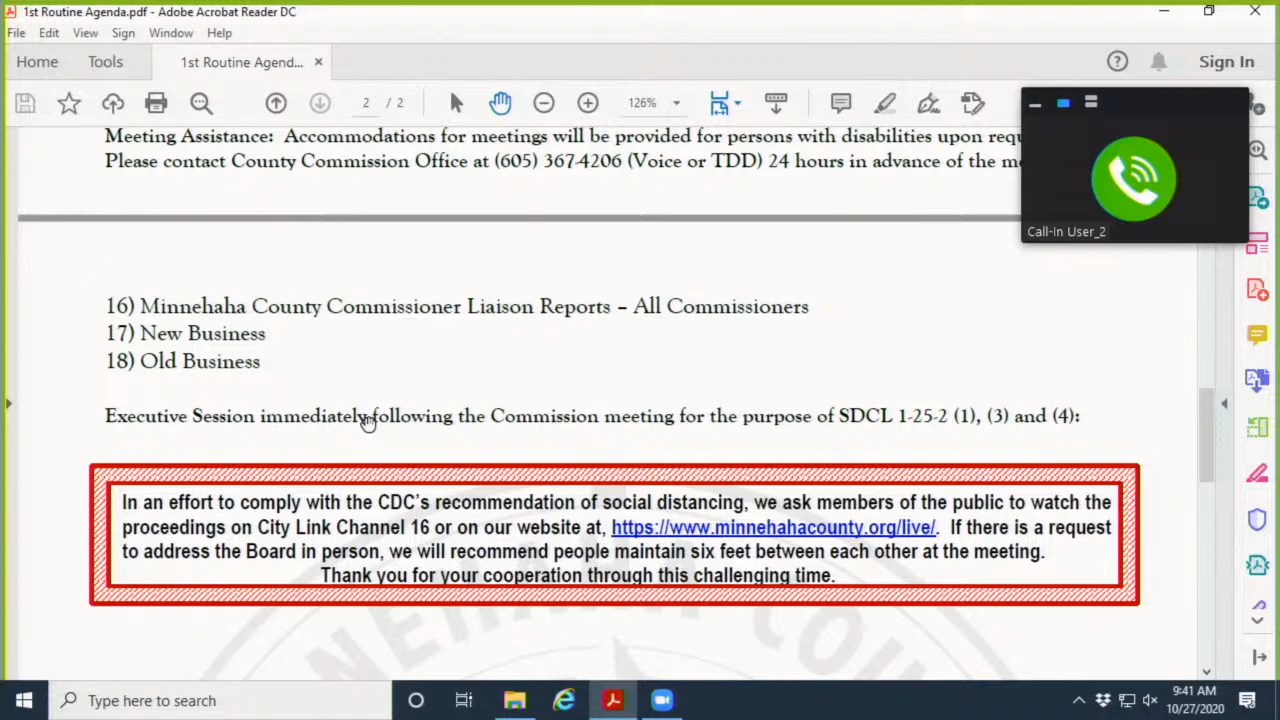 1st Routine Agenda.pdf - Adobe Acrobat Reader DC
File Edit View Sign Window Help
Home Tools 1st Routine Agend... × Sign In
2 / 2 126%
Meeting Assistance: Accommodations for meetings will be provided for persons with disabilities upon
Please contact County Commission Office at (605) 367-4206 (Voice or TDD) 24 hours in advance of the
Call-In User_2
16) Minnehaha County Commissioner Liaison Reports – All Commissioners
17) New Business
18) Old Business
Executive Session immediately following the Commission meeting for the purpose of SDCL 1-25-2 (1), (3) and (4):
In an effort to comply with the CDC's recommendation of social distancing, we ask members of the public to watch the
proceedings on City Link Channel 16 or on our website at, https://www.minnehahacounty.org/live/. If there is a request
to address the Board in person, we will recommend people maintain six feet between each other at the meeting.
Thank you for your cooperation through this challenging time.
NEHAHA COUN
Type here to search
9:41 AM
10/27/2020